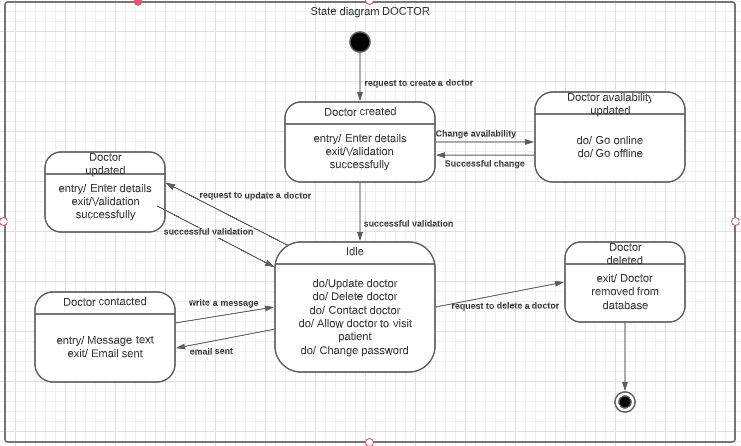 State diagram DOCTOR
request to create a doctor
Doctor created
entry/ Enter details
exit/Validation
successfully
Change availability
Successful change
Doctor availability
updated
do/ Go online
do/ Go offline
Doctor
updated
entry/ Enter details
exit/Validation
successfully
request to update a doctor
successful validation
successful validation
Idle
do/Update doctor
do/ Delete doctor
do/ Contact doctor
do/ Allow doctor to visit
patient
do/ Change password
Doctor
deleted
exit/ Doctor
removed from
database
request to delete a doctor
Doctor contacted
entry/ Message text
exit/ Email sent
write a message
email sent